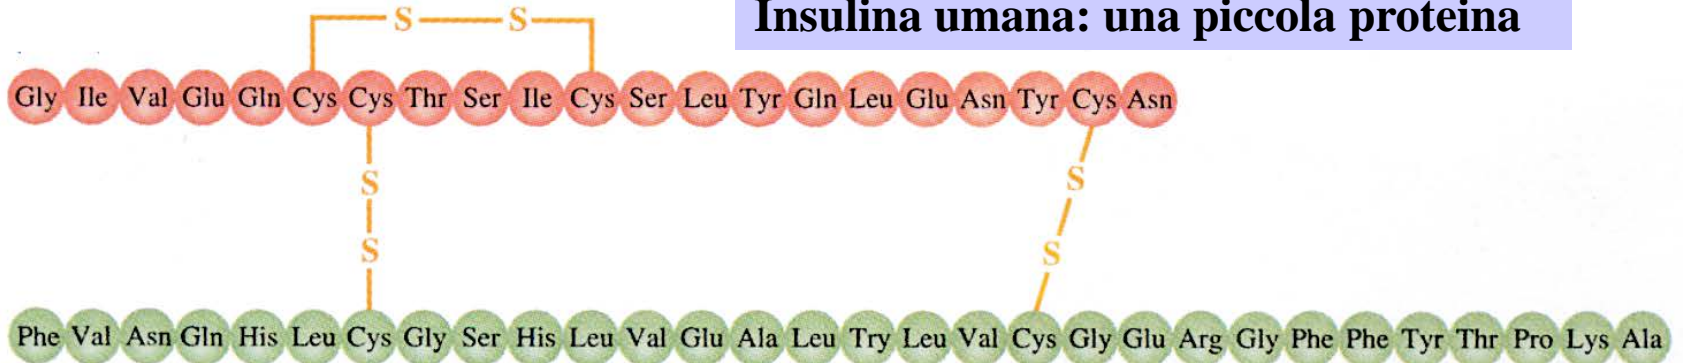 Insulina umana: una piccola proteina
S S
Gly Ile Val Glu Gln Cys Cys Thr Ser Ile Cys Ser Leu Tyr Gln Leu Glu Asn Tyr Cys Asn
S S
S S
Phe Val Asn Gln His Leu Cys Gly Ser His Leu Val Glu Ala Leu Try Leu Val Cys Gly Glu Arg Gly Phe Phe Tyr Thr Pro Lys Ala